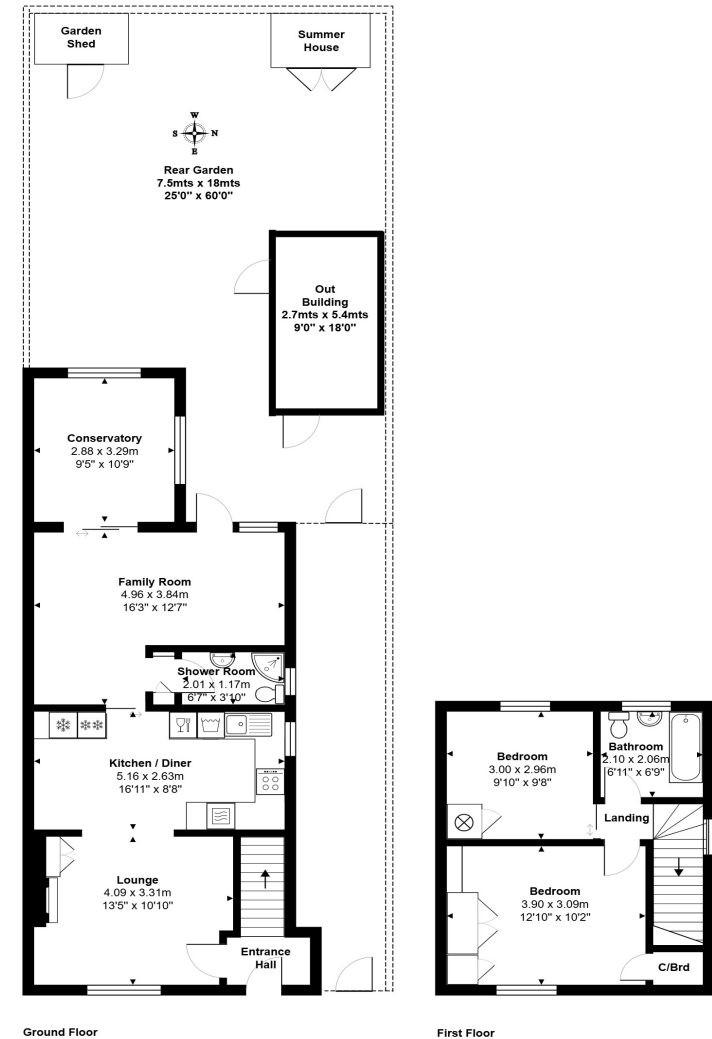 Garden
Shed
Summer
House
W
S N
E
Rear Garden
7.5mts x 18mts
25'0" x 60'0"
Out
Building
2.7mts x 5.4mts
9'0" x 18'0"
Conservatory
2.88 x 3.29m
9'5" x 10'9"
Family Room
4.96 x 3.84m
16'3" x 12'7"
Shower Room
2.01 x 1.17m
6'7" x 3'10"
Kitchen / Diner
5.16 x 2.63m
16'11" x 8'8"
Lounge
4.09 x 3.31m
13'5" x 10'10"
Entrance
Hall
Ground Floor
Bedroom
3.00 x 2.96m
9'10" x 9'8"
Bathroom
2.10 x 2.06m
6'11" x 6'9"
Landing
Bedroom
3.90 x 3.09m
12'10" x 10'2"
C/Brd
First Floor